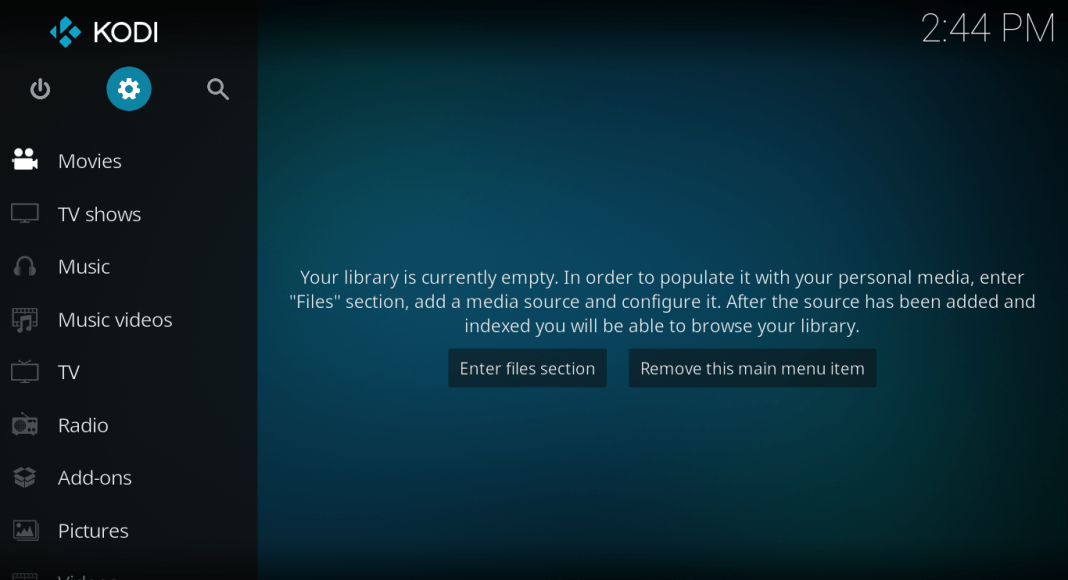 KODI
2:44 PM
Movies
TV shows
Music
Music videos
TV
Radio
Add-ons
Pictures
Your library is currently empty. In order to populate it with your personal media, enter
"Files" section, add a media source and configure it. After the source has been added and
indexed you will be able to browse your library.
Enter files section
Remove this main menu item